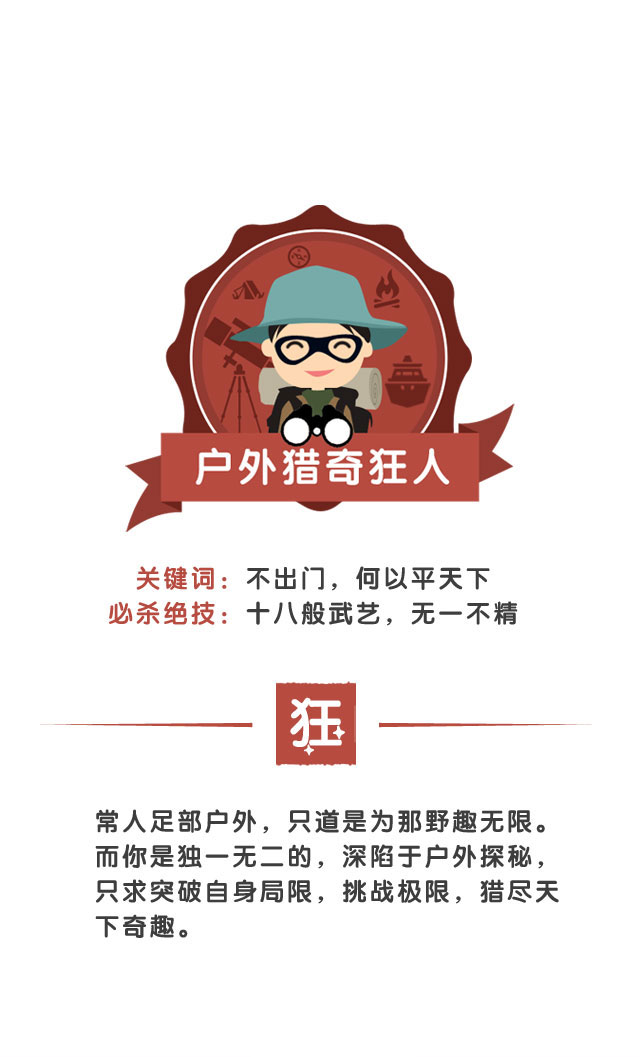 户外猎奇狂人
关键词：不出门，何以平天下
必杀绝技：十八般武艺，无一不精
狂
常人足部户外，只道是为那野趣无限。
而你是独一无二的，深陷于户外探秘，
只求突破自身局限，挑战极限，猎尽天
下奇趣。